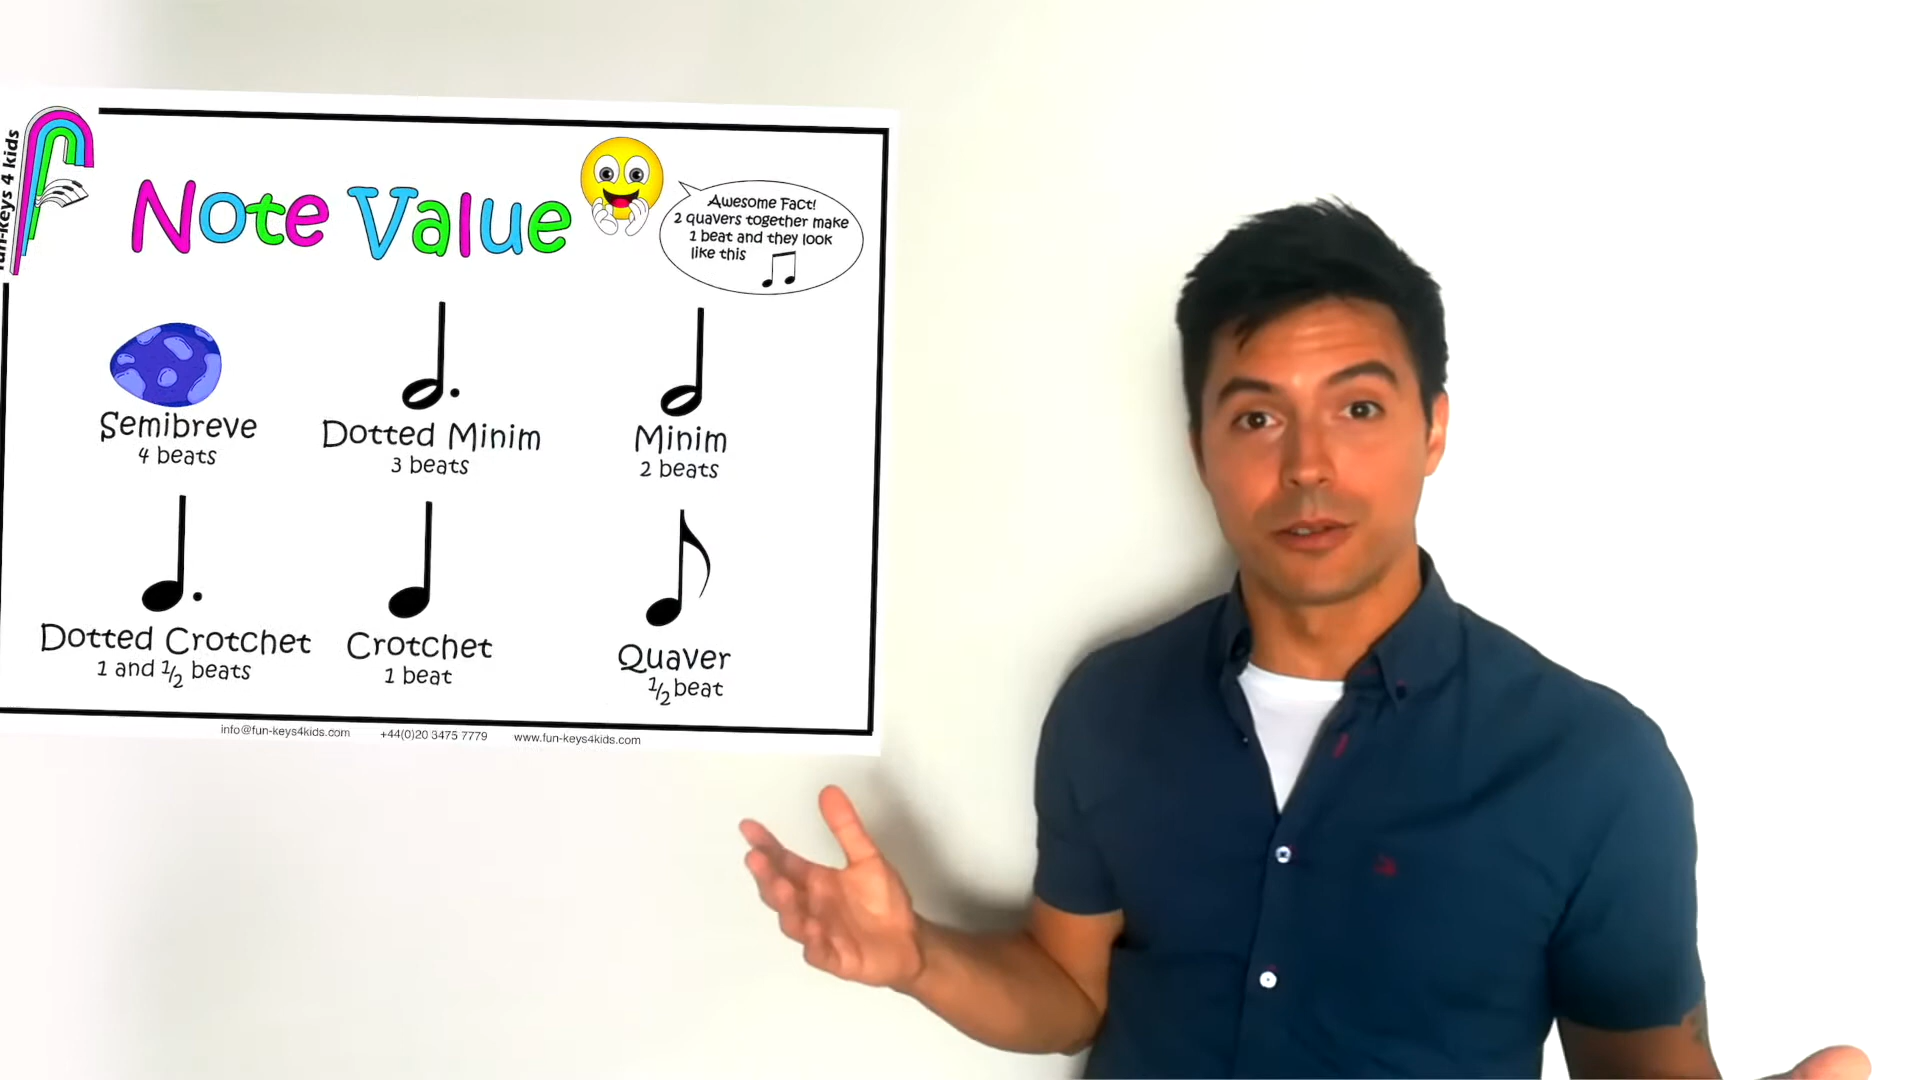 fun-keys 4 kids
Note Value
Awesome Fact!
2 quavers together make
1 beat and they look
like this
Semibreve
4 beats
Dotted Minim
3 beats
Minim
2 beats
Dotted Crotchet
1 and 1/2 beats
Crotchet
1 beat
Quaver
1/2 beat
info@fun-keys4kids.com +44(0)20 3475 7779 www.fun-keys4kids.com